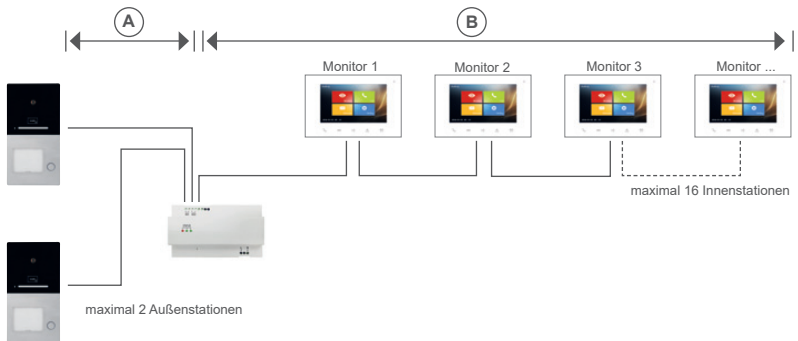 A
B
Monitor 1
Monitor 2
Monitor 3
Monitor ...
maximal 16 Innenstationen
maximal 2 Außenstationen